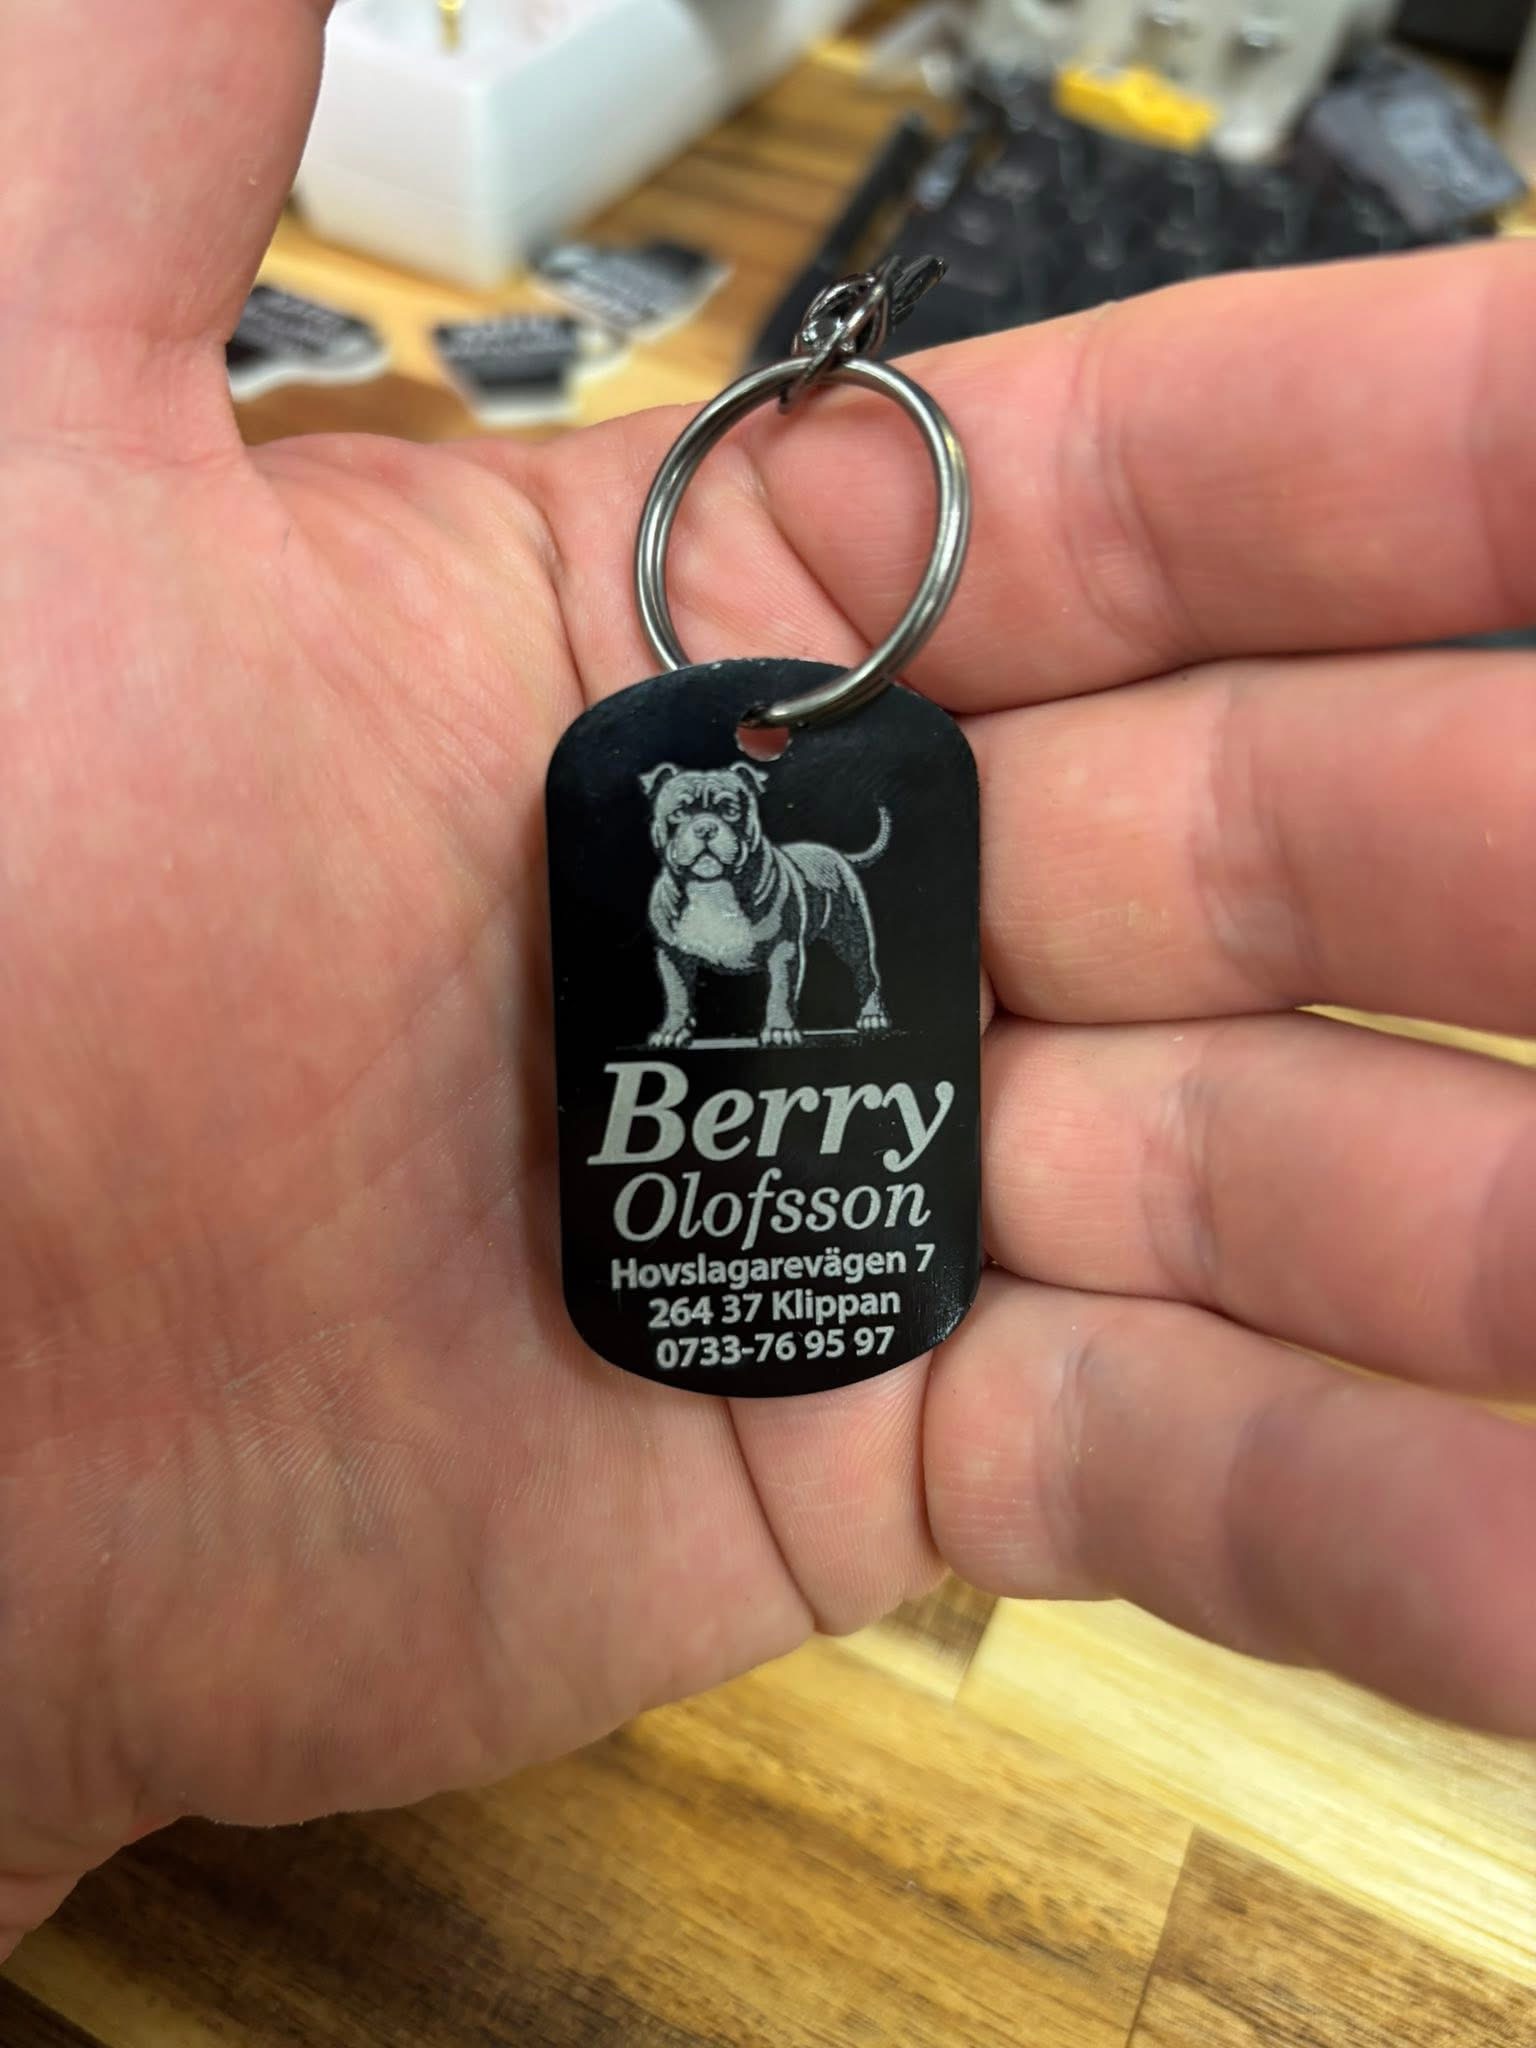 Berry
Olofsson
Hovslagarevägen 7
264 37 Klippan
0733-76 95 97